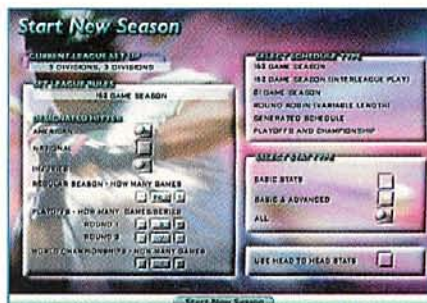 Start New Season
CURRENT LEAGUE SET UP
3 DIVISIONS, 3 DIVISIONS
SET LEAGUE RULES
162 GAME SEASON
DESIGNATED HITTER
AMERICAN
NATIONAL
REGULAR SEASON - HOW MANY GAMES
PLAYOFFS - HOW MANY GAMES/SERIES
ROUND 1
ROUND 2
WORLD CHAMPIONSHIPS - HOW MANY GAMES
SELECT SCHEDULE TYPE
162 GAME SEASON
162 GAME SEASON (INTERLEAGUE PLAY)
81 GAME SEASON
ROUND ROBIN (VARIABLE LENGTH)
GENERATED SCHEDULE
PLAYOFFS AND CHAMPIONSHIP
SELECT STAT TYPE
BASIC STATS
BASIC & ADVANCED
ALL
USE HEAD TO HEAD STATS
Start New Season